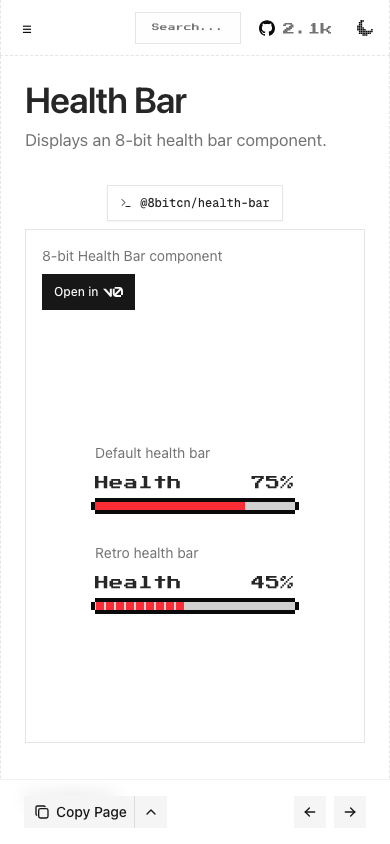 Search...
2.1k
Health Bar
Displays an 8-bit health bar component.
@8bitcn/health-bar
8-bit Health Bar component
Open in v0
Default health bar
Health 75%
Retro health bar
Health 45%
Copy Page